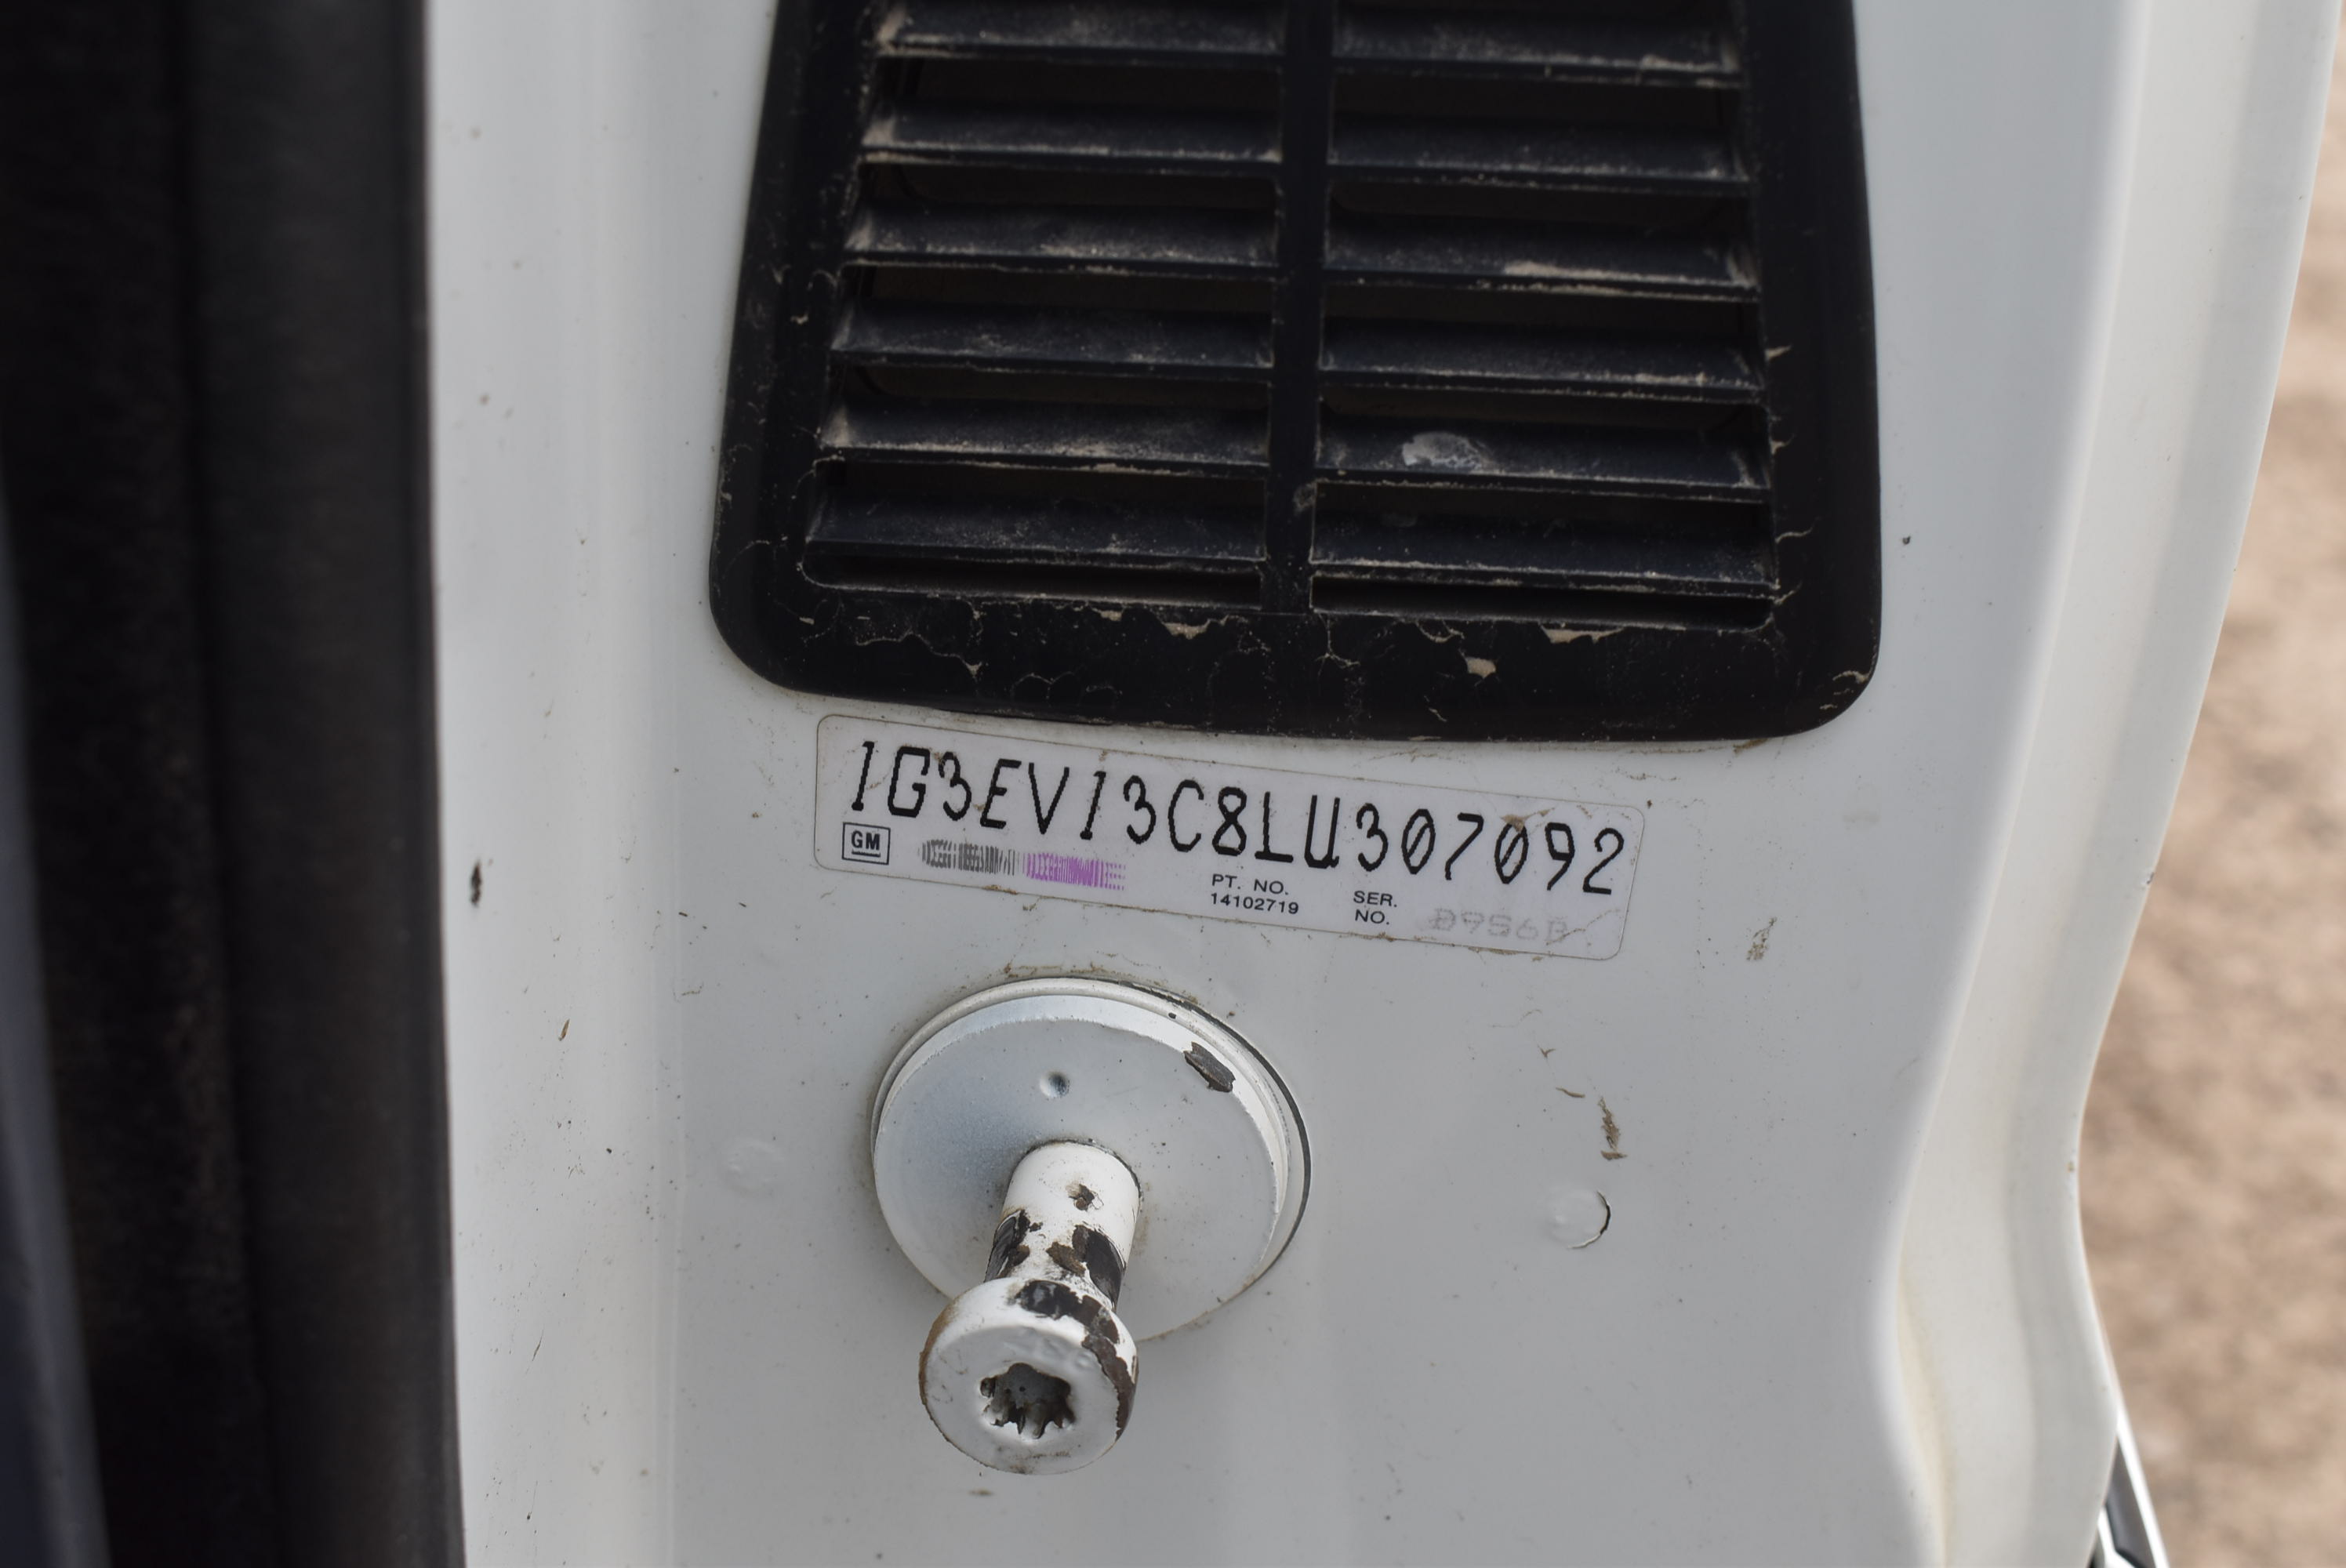 1G3EV13C8LU307092
GM
PT. NO.
14102719
SER.
NO.